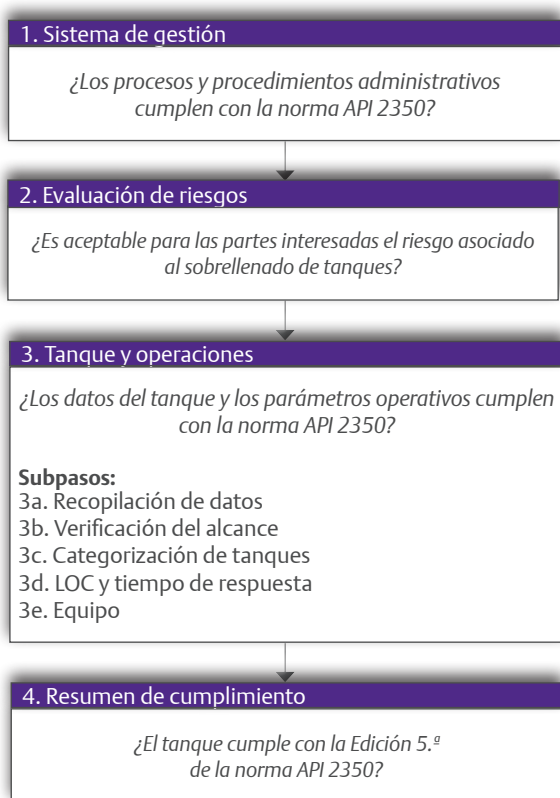 1. Sistema de gestión
¿Los procesos y procedimientos administrativos
cumplen con la norma API 2350?
2. Evaluación de riesgos
¿Es aceptable para las partes interesadas el riesgo asociado
al sobrellenado de tanques?
3. Tanque y operaciones
¿Los datos del tanque y los parámetros operativos cumplen
con la norma API 2350?
Subpasos:
3a. Recopilación de datos
3b. Verificación del alcance
3c. Categorización de tanques
3d. LOC y tiempo de respuesta
3e. Equipo
4. Resumen de cumplimiento
¿El tanque cumple con la Edición 5.ª
de la norma API 2350?